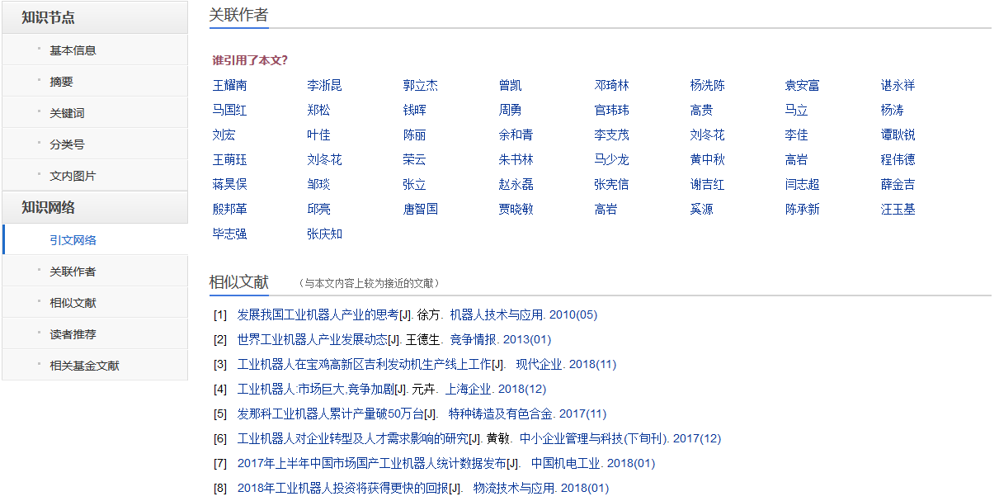 知识节点
基本信息
摘要
关键词
分类号
文内图片
知识网络
引文网络
关联作者
相似文献
读者推荐
相关基金文献
关联作者
谁引用了本文?
王耀南 李浙昆 郭立杰 曾凯 邓琦林 杨洗陈 袁安富 谌永祥
马国红 郑松 钱晖 周勇 官玮玮 高贵 马立 杨涛
刘宏 叶佳 陈丽 余和青 李支茂 刘冬花 李佳 谭耿锐
王萌珏 刘冬花 荣云 朱书林 马少龙 黄中秋 高岩 程伟德
蒋昊俣 邹琰 张立 赵永磊 张宪信 谢吉红 闫志超 薛金吉
殷邦革 邱亮 唐智国 贾晓敏 高岩 奚源 陈承新 汪玉基
毕志强 张庆知
相似文献 （与本文内容上较为接近的文献）
[1] 发展我国工业机器人产业的思考[J]. 徐方. 机器人技术与应用. 2010(05)
[2] 世界工业机器人产业发展动态[J]. 王德生. 竞争情报. 2013(01)
[3] 工业机器人在宝鸡高新区吉利发动机生产线上工作[J]. 现代企业. 2018(11)
[4] 工业机器人:市场巨大,竞争加剧[J]. 元卉. 上海企业. 2018(12)
[5] 发那科工业机器人累计产量破50万台[J]. 特种铸造及有色合金. 2017(11)
[6] 工业机器人对企业转型及人才需求影响的研究[J]. 黄敏. 中小企业管理与科技(下旬刊). 2017(12)
[7] 2017年上半年中国市场国产工业机器人统计数据发布[J]. 中国机电工业. 2018(01)
[8] 2018年工业机器人投资将获得更快的回报[J]. 物流技术与应用. 2018(01)